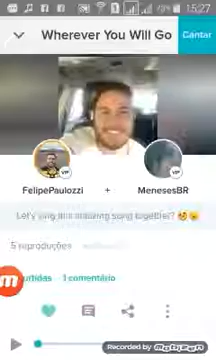 15:27
Wherever You Will Go
Cantar
VIP
VIP
FelipePaulozzi + MenesesBR
Let's sing this amazing song together?
5 reproduções
urtidas 1 comentário
Recorded by Mobizen